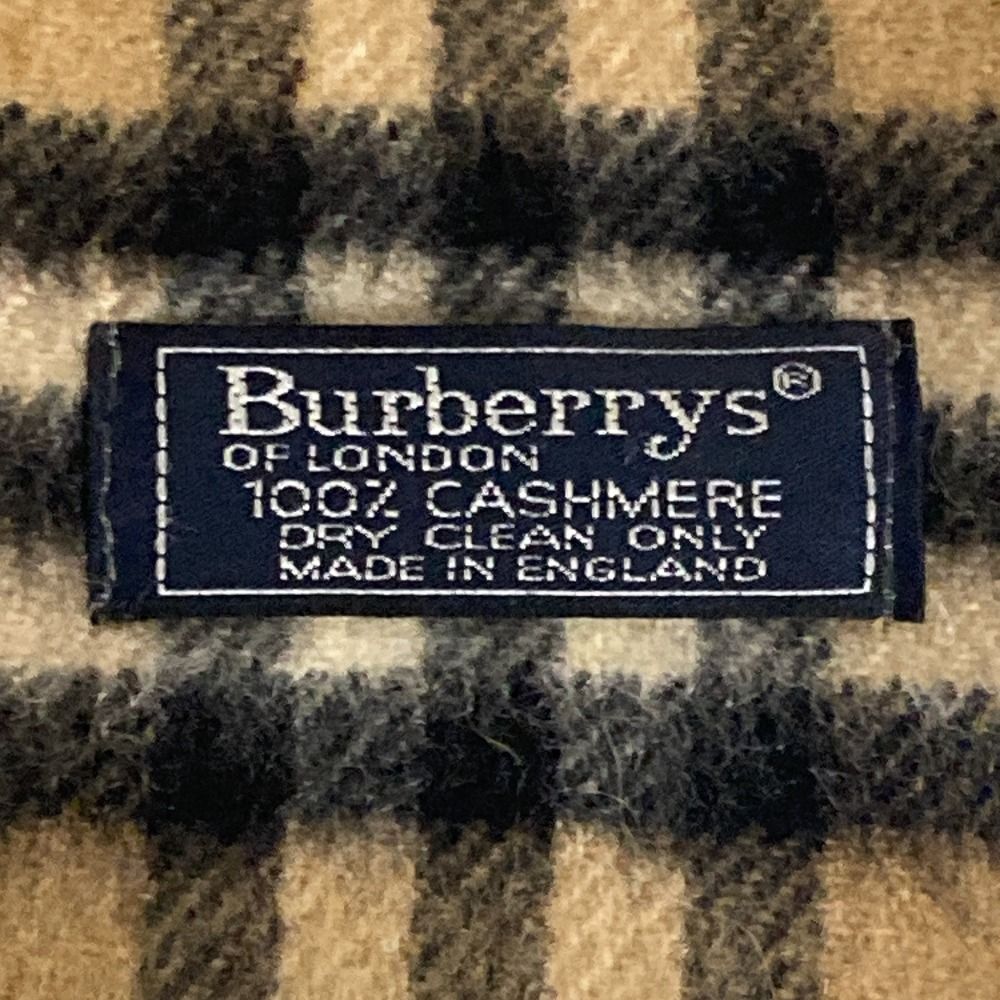 Burberrys®
OF LONDON
100% CASHMERE
DRY CLEAN ONLY
MADE IN ENGLAND